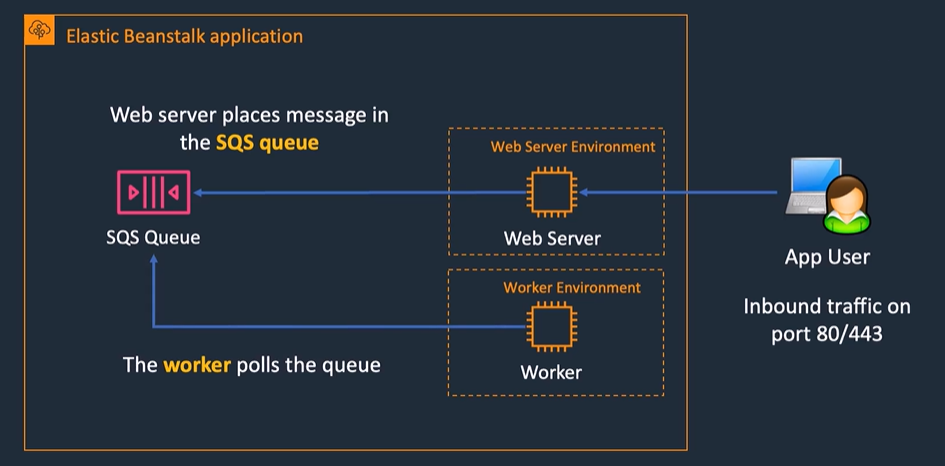 Elastic Beanstalk application
Web server places message in
the SQS queue
Web Server Environment
SQS Queue
Web Server
App User
Worker Environment
Inbound traffic on
port 80/443
The worker polls the queue
Worker